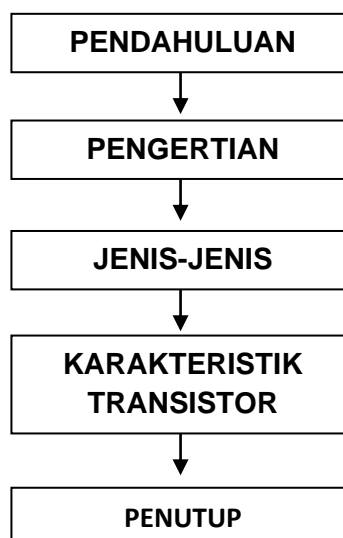 PENDAHULUAN
PENGERTIAN
JENIS-JENIS
KARAKTERISTIK
TRANSISTOR
PENUTUP